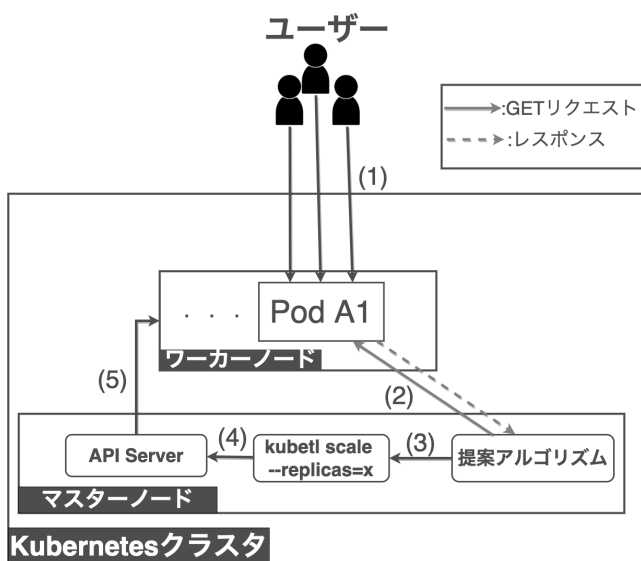 ユーザー
:GETリクエスト
:レスポンス
(1)
. . .
Pod A1
ワーカーノード
(5)
(2)
API Server
(4)
kubetl scale
--replicas=x
(3)
提案アルゴリズム
マスターノード
Kubernetesクラスタ